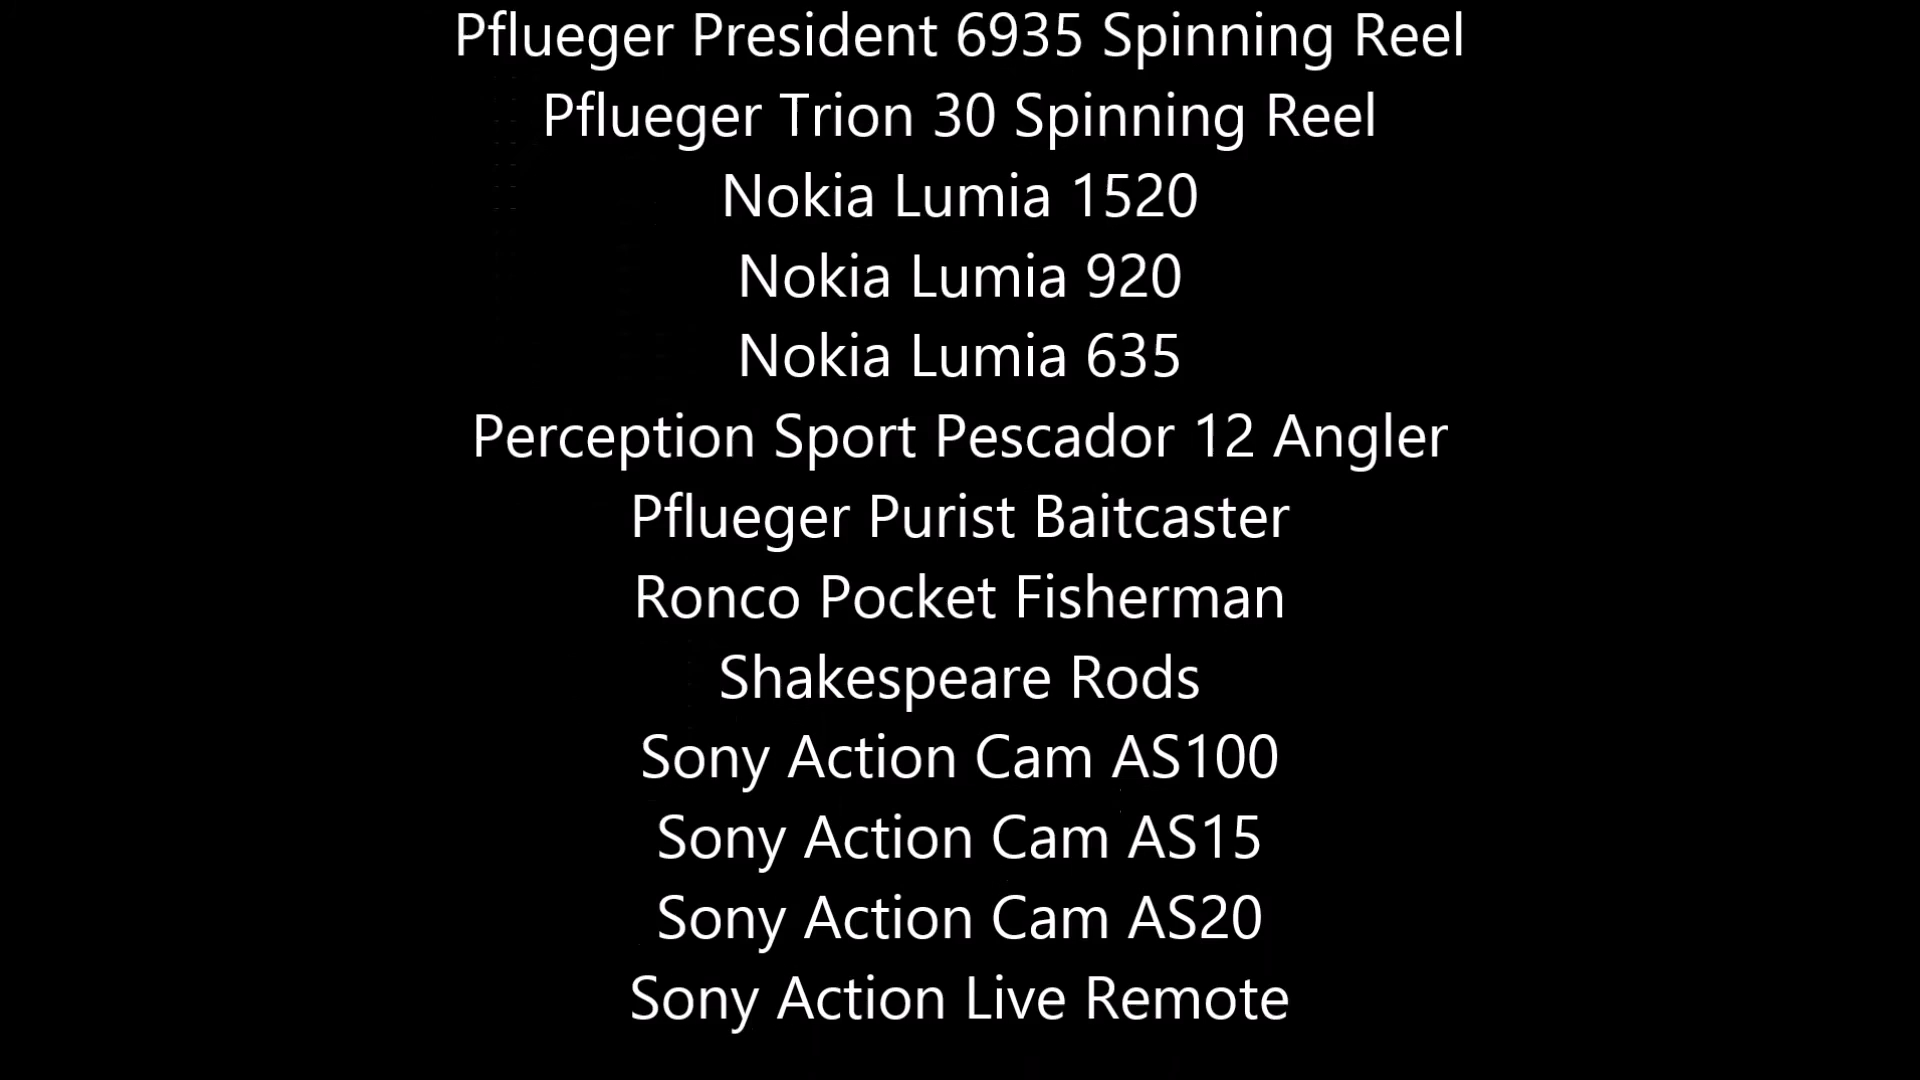 Pflueger President 6935 Spinning Reel
Pflueger Trion 30 Spinning Reel
Nokia Lumia 1520
Nokia Lumia 920
Nokia Lumia 635
Perception Sport Pescador 12 Angler
Pflueger Purist Baitcaster
Ronco Pocket Fisherman
Shakespeare Rods
Sony Action Cam AS100
Sony Action Cam AS15
Sony Action Cam AS20
Sony Action Live Remote